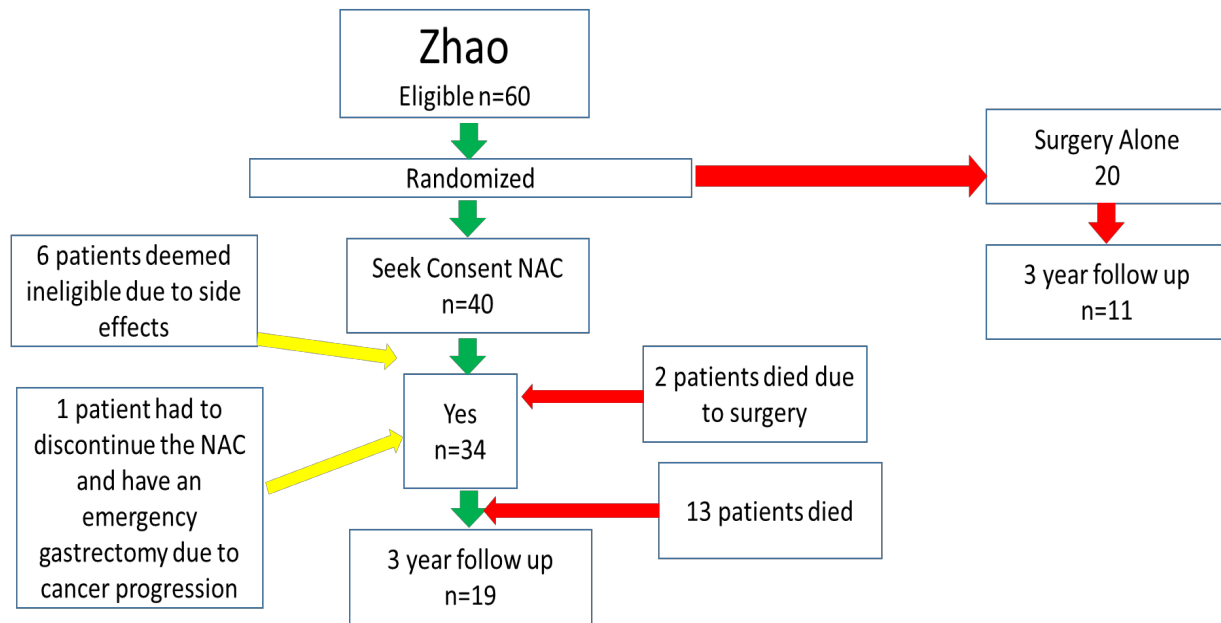 Zhao
Eligible n=60
Randomized
Surgery Alone
20
3 year follow up
n=11
Seek Consent NAC
n=40
6 patients deemed
ineligible due to side
effects
Yes
n=34
2 patients died due
to surgery
1 patient had to
discontinue the NAC
and have an
emergency
gastrectomy due to
cancer progression
13 patients died
3 year follow up
n=19